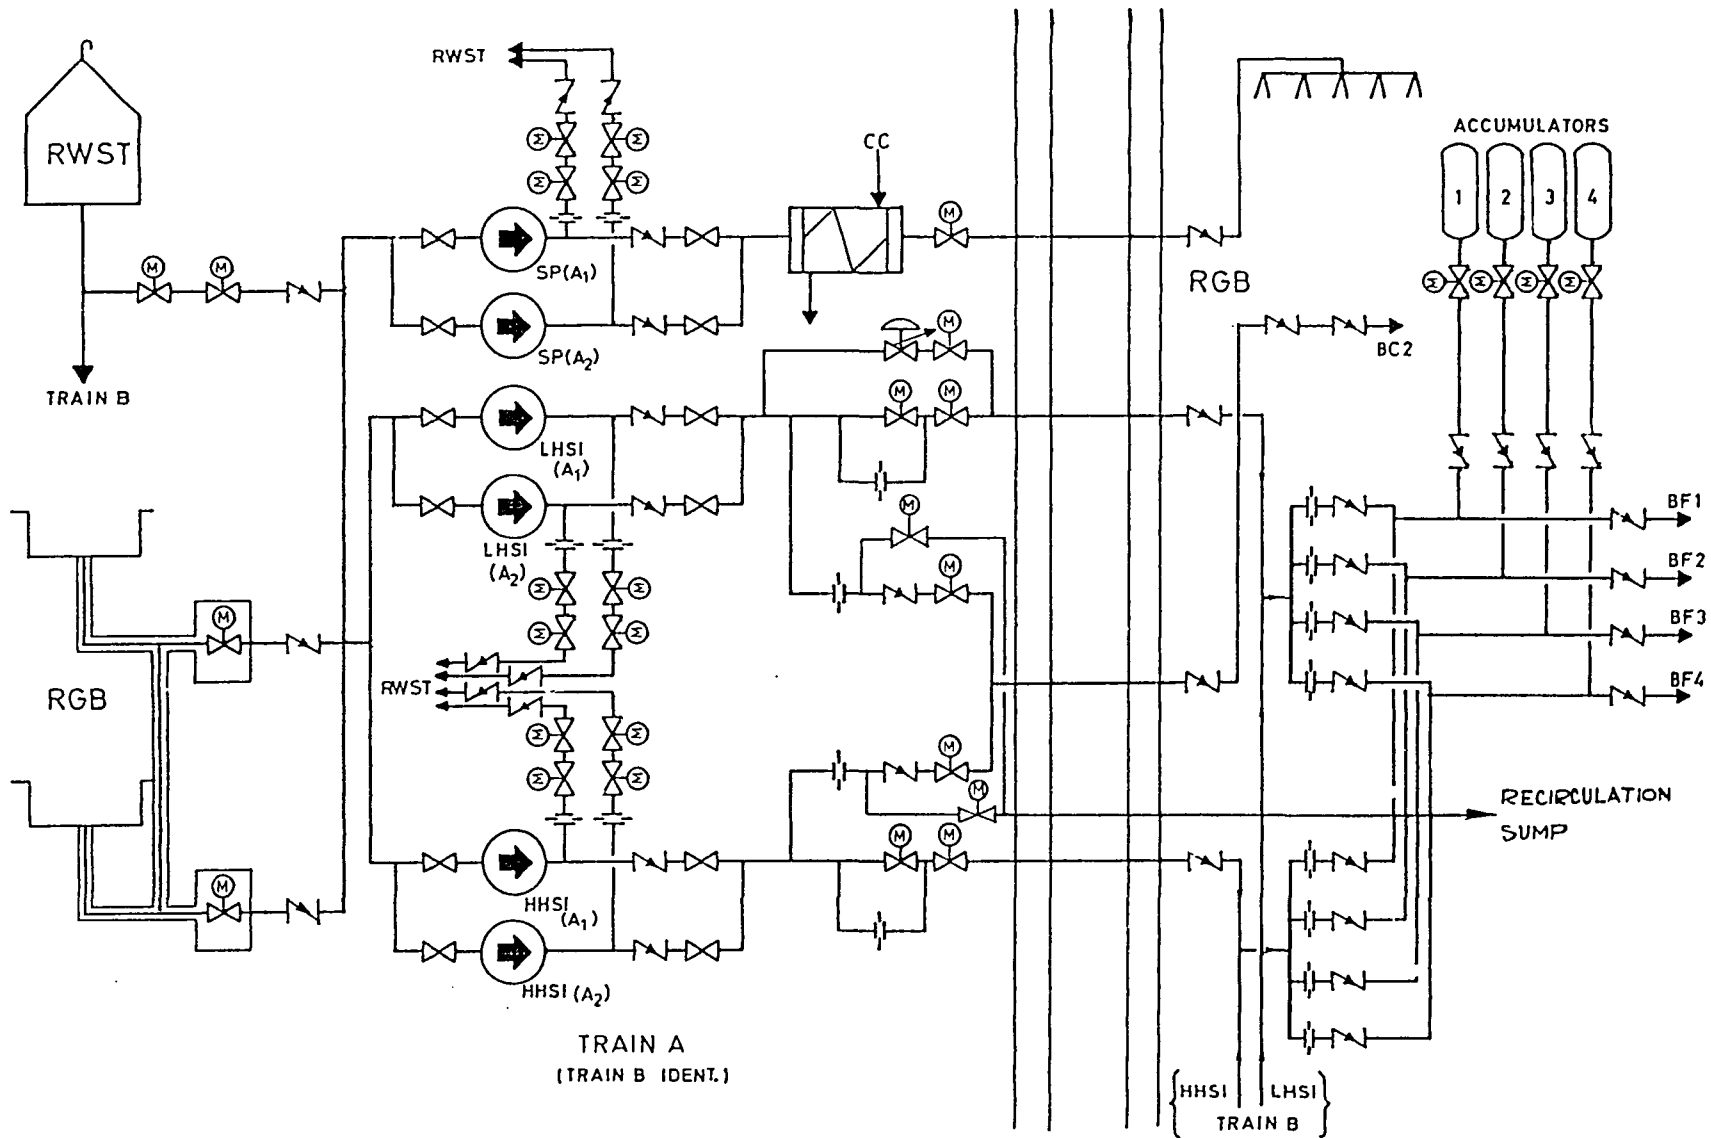 RWST
RWST
TRAIN B
SP(A1)
SP(A2)
CC
M
M
M
M
M
M
M
RGB
ACCUMULATORS
1
2
3
4
M
M
M
M
BC2
M
M
M
LHSI
(A1)
LHSI
(A2)
M
M
M
M
M
M
BF1
BF2
BF3
BF4
RGB
M
M
RWST
M
M
M
M
M
M
M
M
HHSI
(A1)
HHSI (A2)
RECIRCULATION
SUMP
TRAIN A
(TRAIN B IDENT.)
HHSI
LHSI
TRAIN B